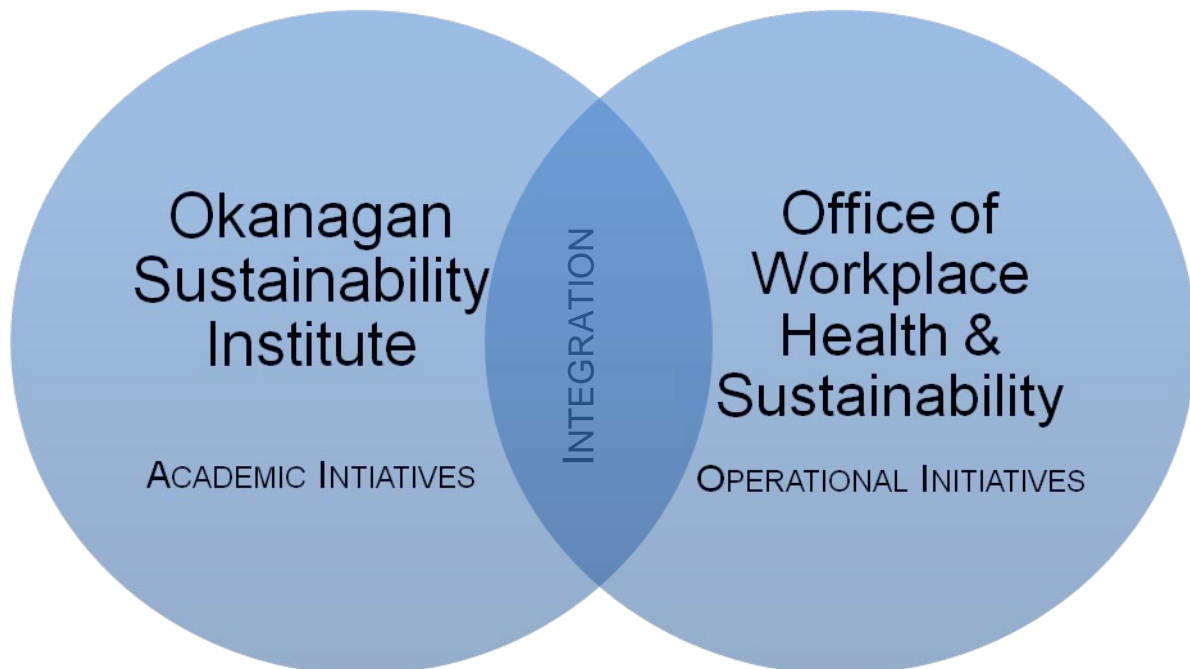 Okanagan
Sustainability
Institute
ACADEMIC INTIATIVES
INTEGRATION
Office of
Workplace
Health &
Sustainability
OPERATIONAL INITIATIVES